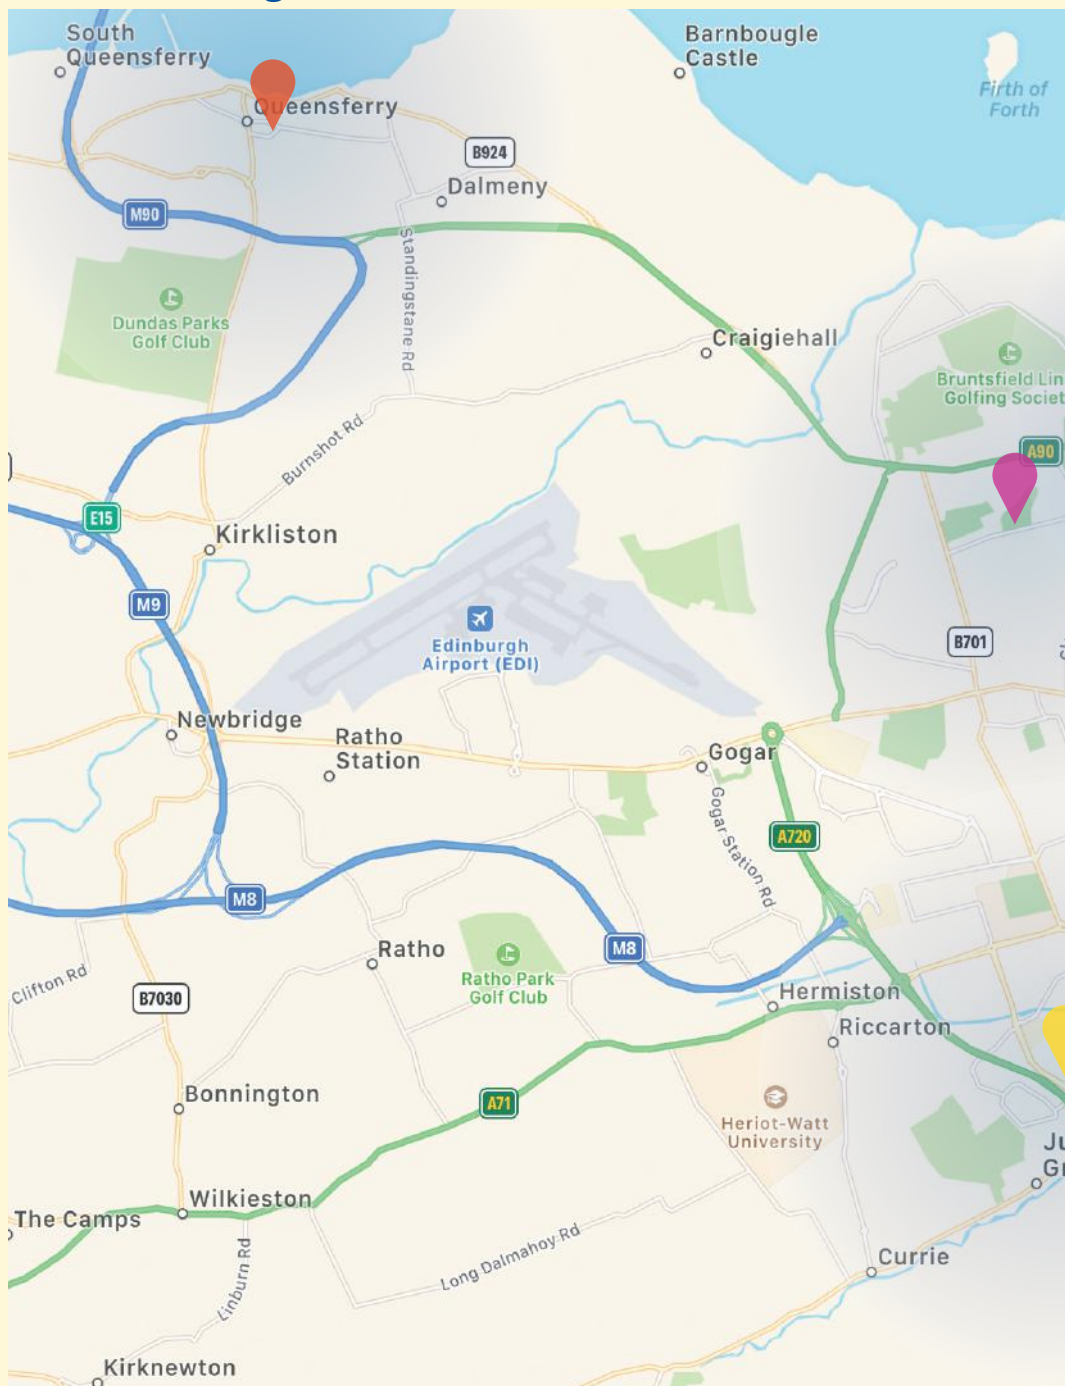 South
Queensferry
Barnbougle
Castle
Firth of
Forth
Queensferry
B924
Dalmeny
M90
Standingstane Rd
Dundas Parks
Golf Club
Craigiehall
Bruntsfield Lin
Golfing Societ
A90
Burnshot Rd
E15
Kirkliston
M9
Edinburgh
Airport (EDI)
B701
Newbridge
Ratho
Station
Gogar
Gogar Station Rd
A720
M8
Ratho
M8
Ratho Park
Golf Club
Clifton Rd
B7030
Hermiston
Riccarton
Bonnington
A71
Heriot-Watt
University
Ju
Gr
Wilkieston
The Camps
Linburn Rd
Long Dalmahoy Rd
Currie
Kirknewton